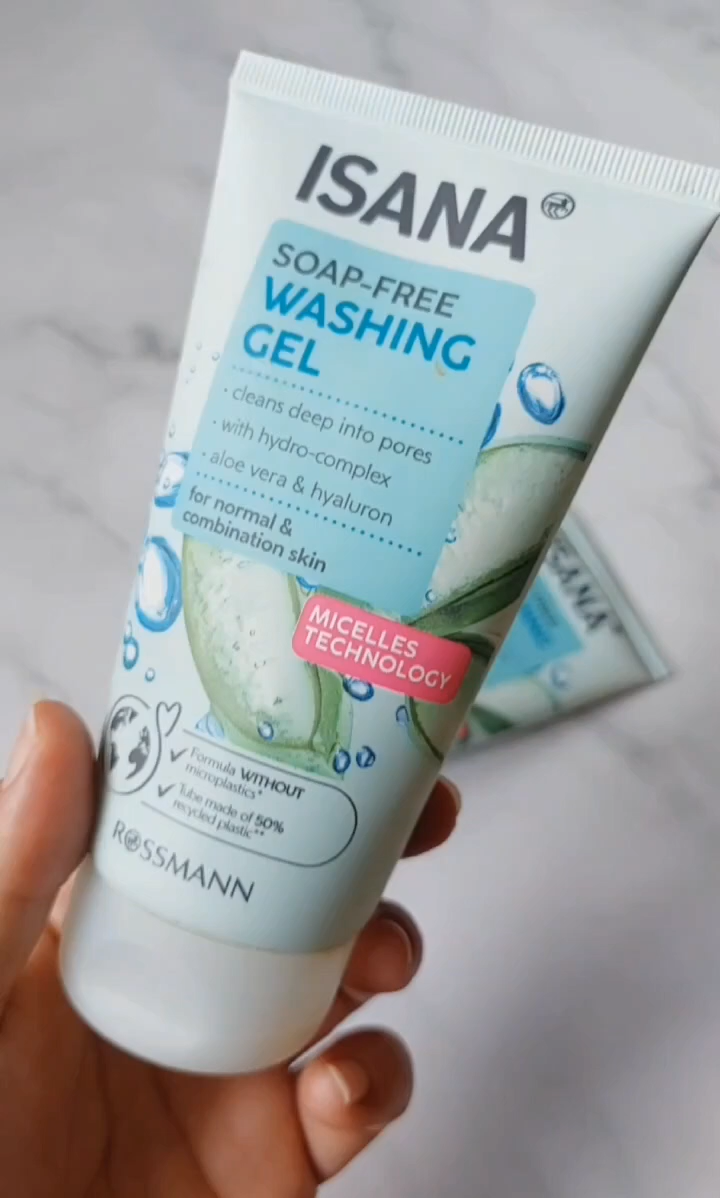 ISANA®
SOAP-FREE
WASHING
GEL
· cleans deep into pores
· with hydro-complex
· aloe vera & hyaluron
for normal &
combination skin
MICELLES
TECHNOLOGY
✓ Formula WITHOUT
microplastics*
✓ Tube made of 50%
recycled plastic**
ROSSMANN
ISANA